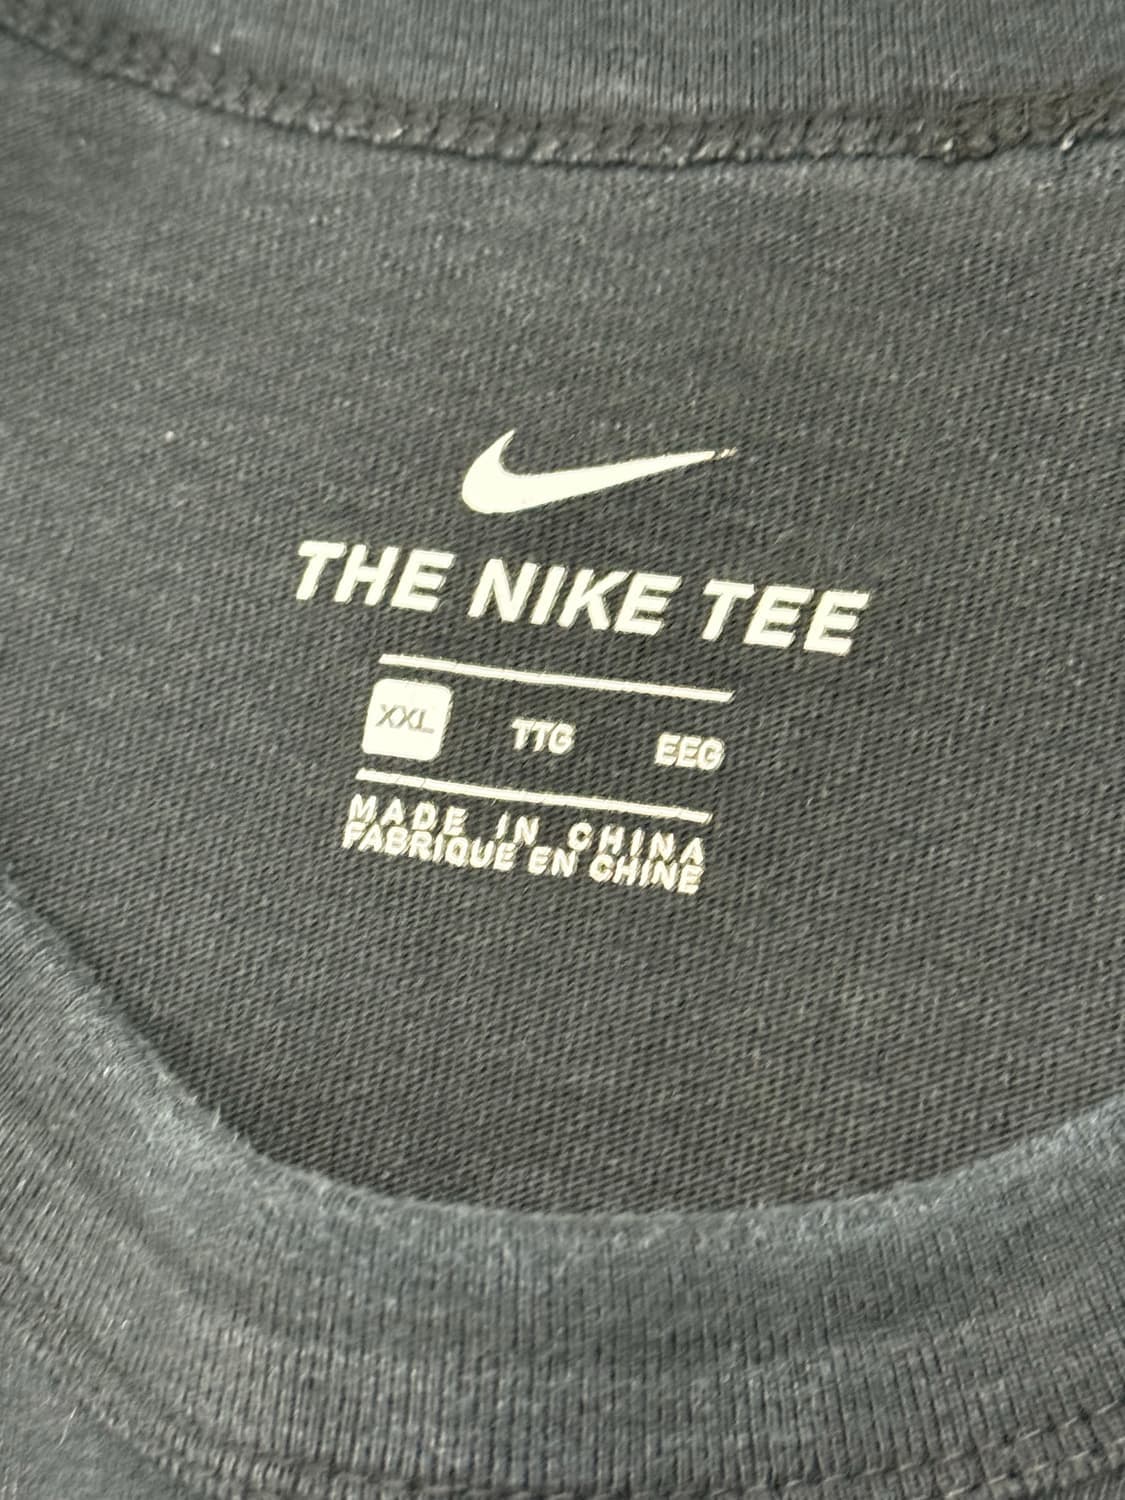 THE NIKE TEE
XXL TTG EEG
MADE IN CHINA
FABRIQUE EN CHINE